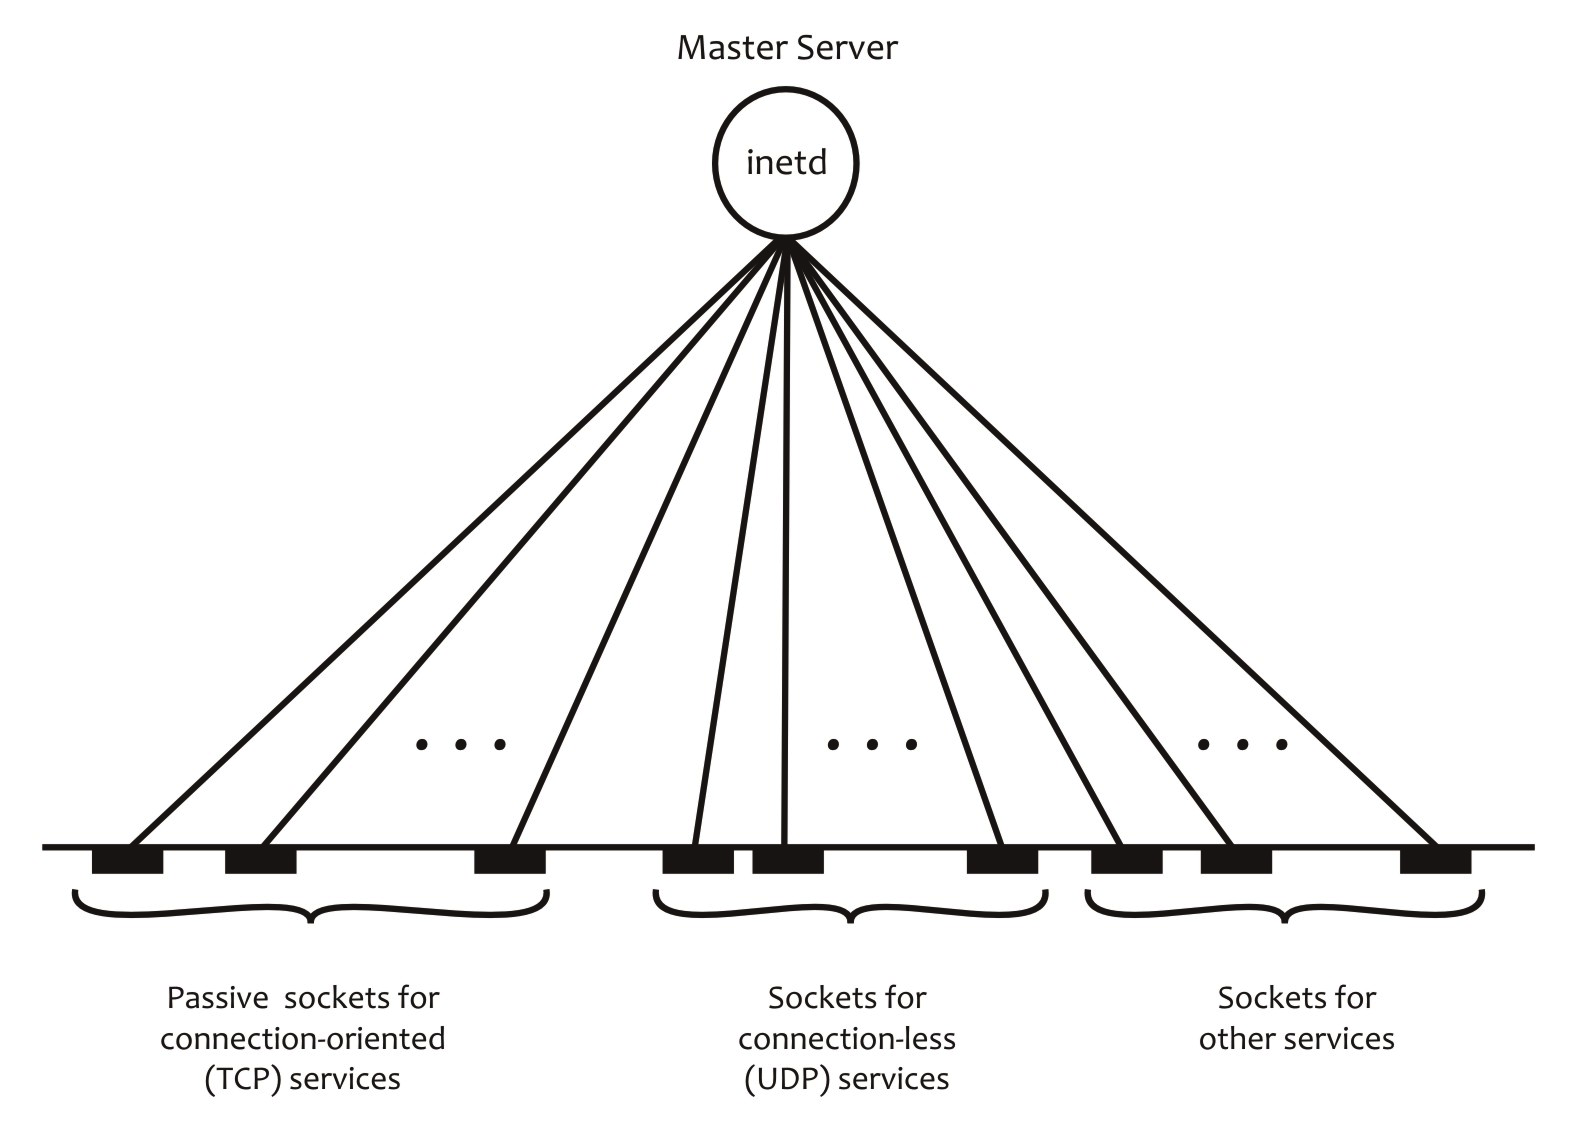 Master Server
inetd
Passive sockets for
connection-oriented
(TCP) services
Sockets for
connection-less
(UDP) services
Sockets for
other services